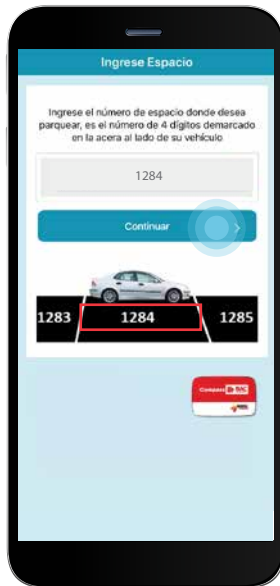 Ingrese Espacio
Ingrese el número de espacio donde desea
parquear, es el número de 4 dígitos demarcado
en la acera al lado de su vehículo
1284
Continuar
1283 1284 1285
Compass